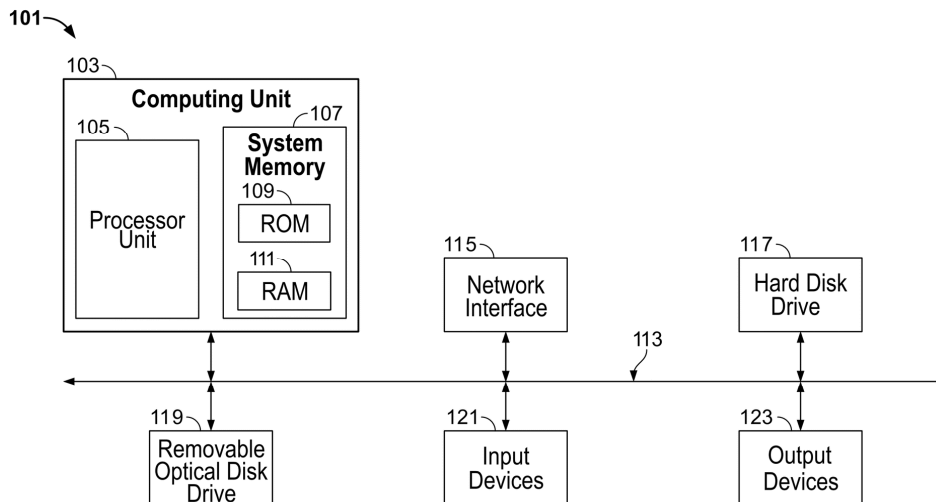 101
103
Computing Unit
105
107
System
Memory
Processor
Unit
109
ROM
111
RAM
115
Network
Interface
117
Hard Disk
Drive
113
119
Removable
Optical Disk
Drive
121
Input
Devices
123
Output
Devices